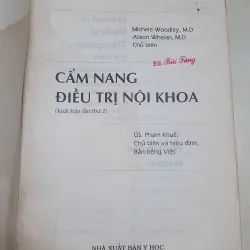 Michele Woodley, M.D
Alison Whelan, M.D
Chủ biên
CẨM NANG
ĐIỀU TRỊ NỘI KHOA
(Xuất bản lần thứ 2)
GS. Phạm Khuê,
Chủ biên và hiệu đính,
Bản tiếng Việt
NHÀ XUẤT BẢN Y HỌC